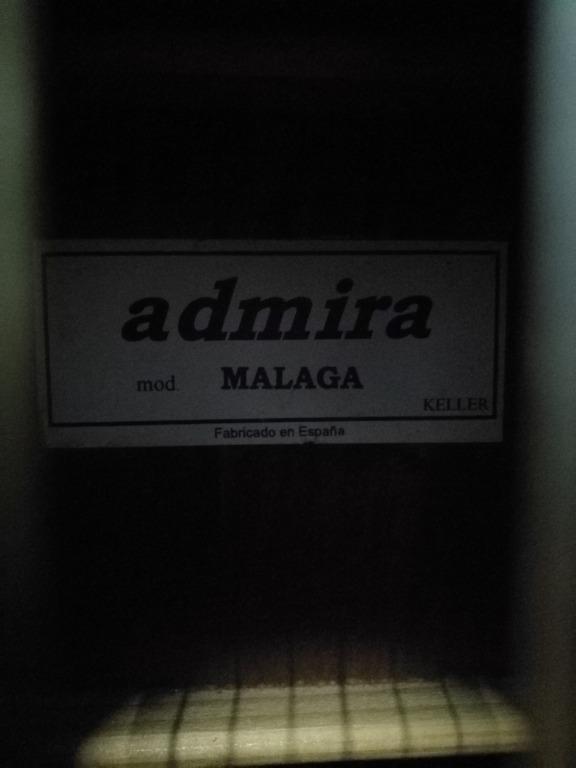 admira
mod. MALAGA
KELLER
Fabricado en España